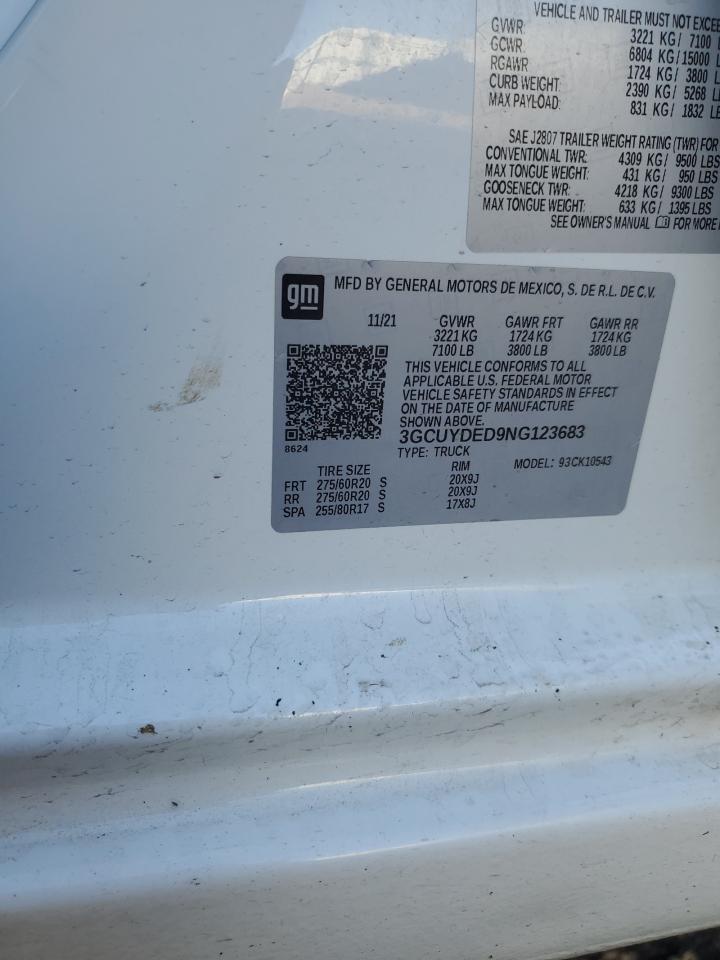 VEHICLE AND TRAILER MUST NOT EXCEE
GVWR: 3221 KG/ 7100
GCWR: 6804 KG/15000 L
RGAWR 1724 KG/ 3800 L
CURB WEIGHT: 2390 KG/ 5268 L
MAX PAYLOAD: 831 KG/ 1832 LB
SAE J2807 TRAILER WEIGHT RATING (TWR) FOR
CONVENTIONAL TWR: 4309 KG/ 9500 LBS
MAX TONGUE WEIGHT: 431 KG/ 950 LBS
GOOSENECK TWR: 4218 KG/ 9300 LBS
MAX TONGUE WEIGHT: 633 KG/ 1395 LBS
SEE OWNER'S MANUAL FOR MORE
gm MFD BY GENERAL MOTORS DE MEXICO, S. DE R.L. DE C.V.
11/21 GVWR GAWR FRT GAWR RR
3221 KG 1724 KG 1724 KG
7100 LB 3800 LB 3800 LB
THIS VEHICLE CONFORMS TO ALL
APPLICABLE U.S. FEDERAL MOTOR
VEHICLE SAFETY STANDARDS IN EFFECT
ON THE DATE OF MANUFACTURE
SHOWN ABOVE.
8624
3GCUYDED9NG123683
TYPE: TRUCK MODEL: 93CK10543
TIRE SIZE RIM
FRT 275/60R20 S 20X9J
RR 275/60R20 S 20X9J
SPA 255/80R17 S 17X8J